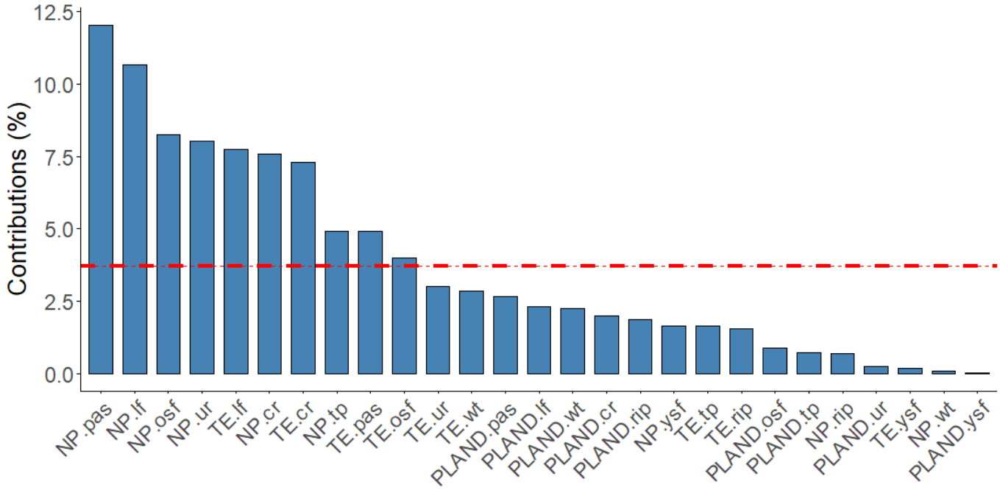 Contributions (%)
12.5
10.0
7.5
5.0
2.5
0.0
NP.pas
NP.lf
NP.osf
NP.ur
TE.lf
NP.cr
TE.cr
NP.tp
TE.pas
TE.osf
TE.ur
TE.wt
PLAND.pas
PLAND.lf
PLAND.wt
PLAND.cr
PLAND.rip
NP.ysf
TE.tp
TE.rip
PLAND.osf
PLAND.tp
NP.rip
PLAND.ur
TE.ysf
NP.wt
PLAND.ysf